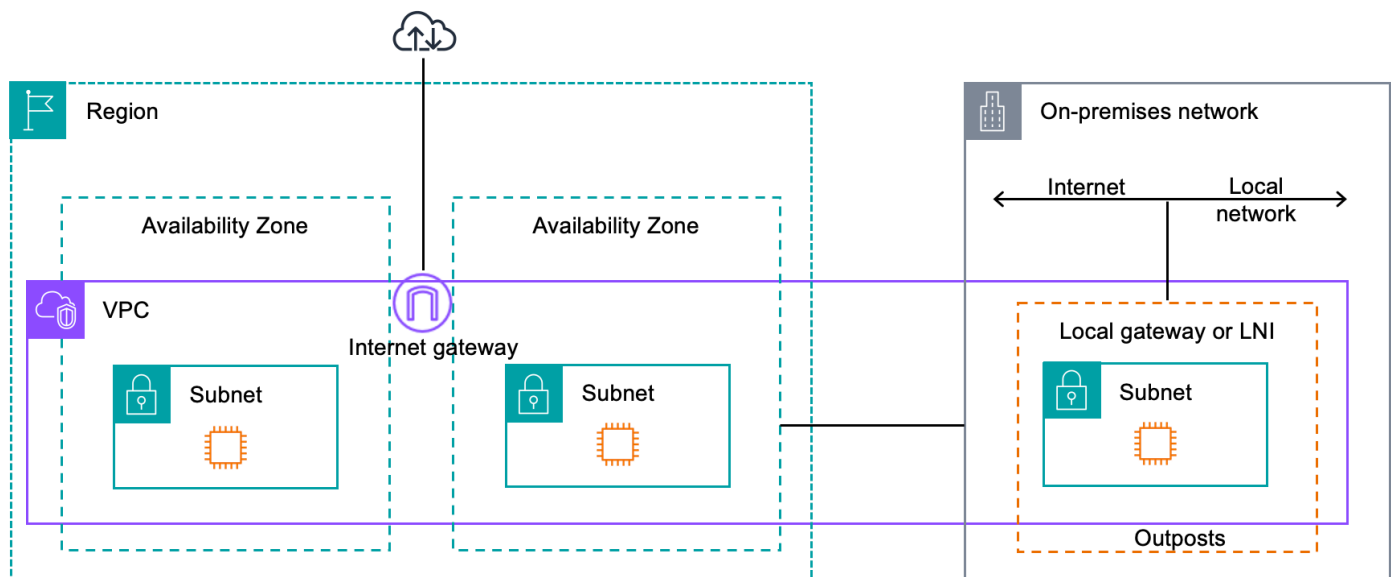 Region
On-premises network
Internet
Local
network
Availability Zone
Availability Zone
VPC
Internet gateway
Local gateway or LNI
Subnet
Subnet
Subnet
Outposts